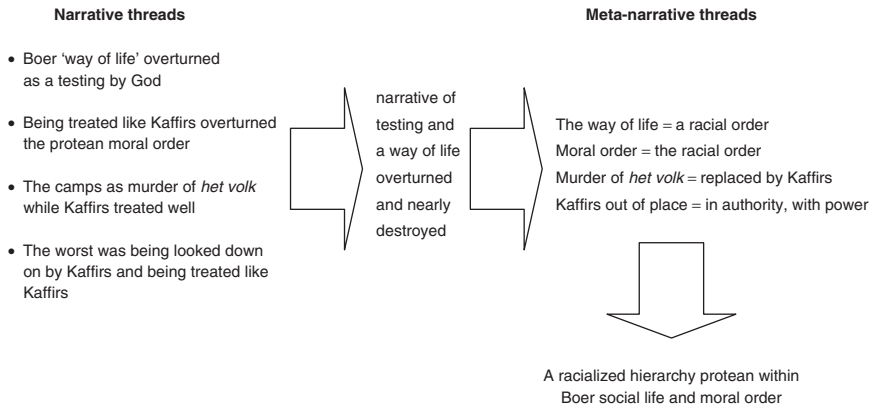 Narrative threads
• Boer ‘way of life’ overturned
as a testing by God
• Being treated like Kaffirs overturned
the protean moral order
• The camps as murder of het volk
while Kaffirs treated well
• The worst was being looked down
on by Kaffirs and being treated like
Kaffirs
narrative of
testing and
a way of life
overturned
and nearly
destroyed
Meta-narrative threads
The way of life = a racial order
Moral order = the racial order
Murder of het volk = replaced by Kaffirs
Kaffirs out of place = in authority, with power
A racialized hierarchy protean within
Boer social life and moral order